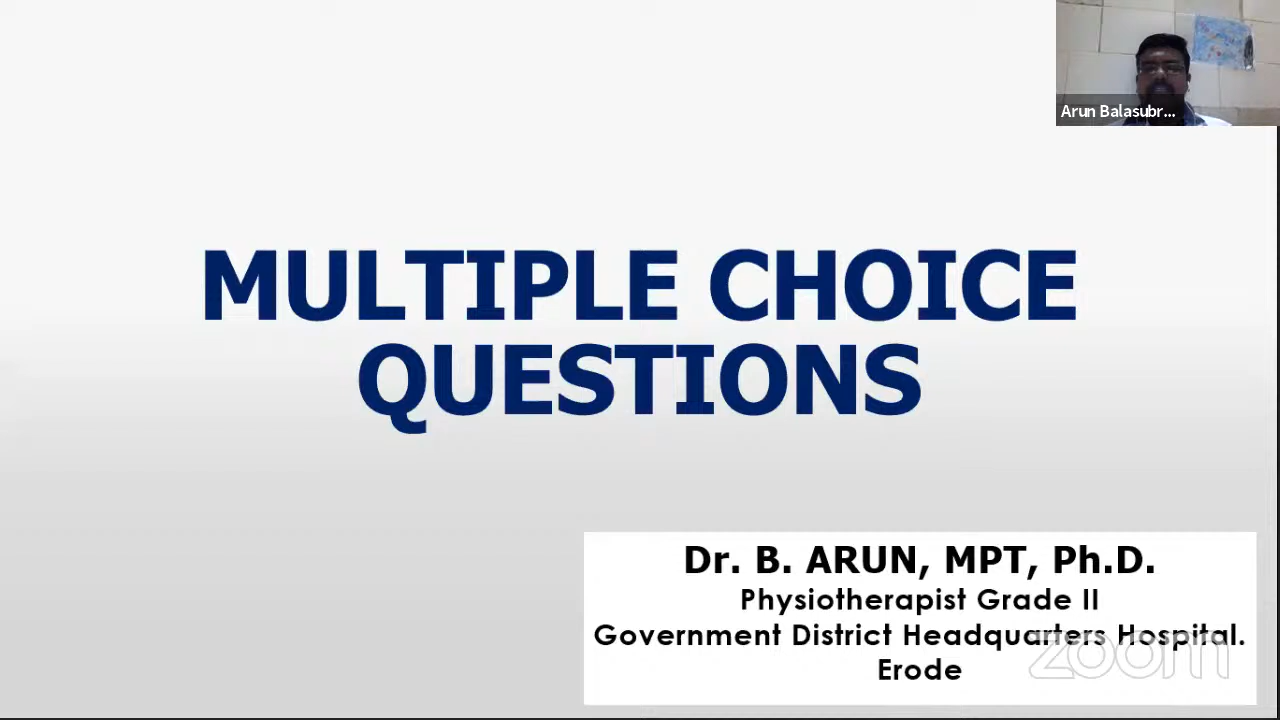 Arun Balasubr...
MULTIPLE CHOICE
QUESTIONS
Dr. B. ARUN, MPT, Ph.D.
Physiotherapist Grade II
Government District Headquarters Hospital.
Erode
zoom